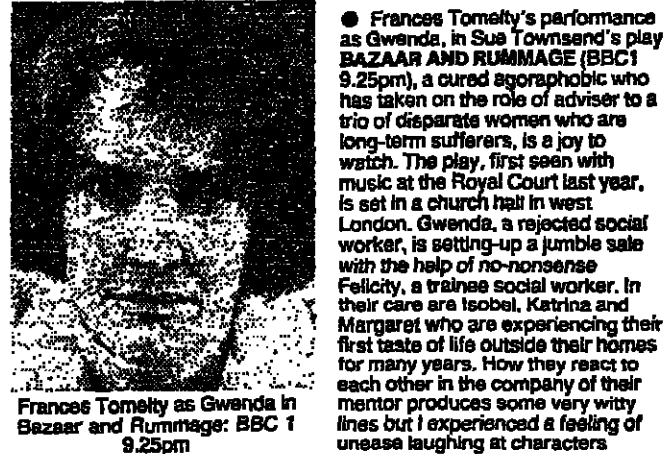 Frances Tomelty as Gwenda in
Bazaar and Rummage: BBC 1
9.25pm
● Frances Tomelty's performance
as Gwenda, in Sue Townsend's play
BAZAAR AND RUMMAGE (BBC1
9.25pm), a cured agoraphobic who
has taken on the role of adviser to a
trio of disparate women who are
long-term sufferers, is a joy to
watch. The play, first seen with
music at the Royal Court last year,
is set in a church hall in west
London. Gwenda, a rejected social
worker, is setting-up a jumble sale
with the help of no-nonsense
Felicity, a trainee social worker. In
their care are Isobel, Katrina and
Margaret who are experiencing their
first taste of life outside their homes
for many years. How they react to
each other in the company of their
mentor produces some very witty
lines but I experienced a feeling of
unease laughing at characters